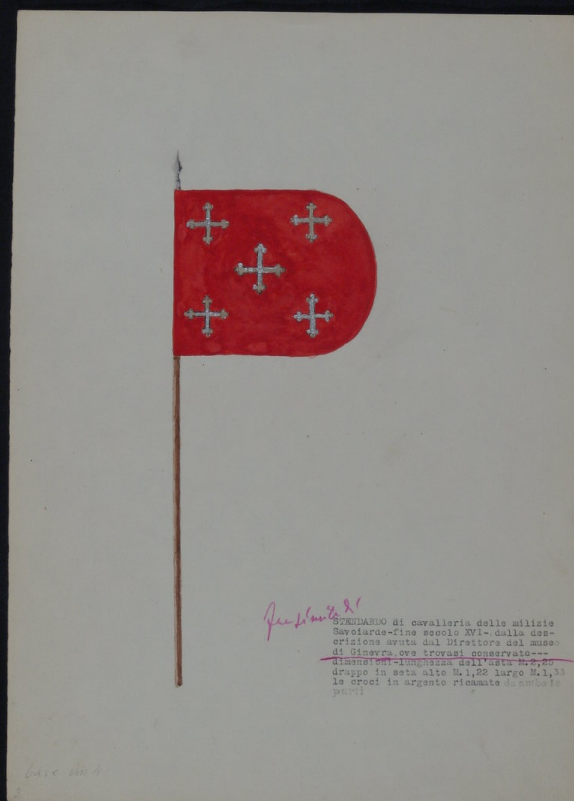 STENDARDO di cavalleria delle milizie
Savoiarde-fine secolo XVI-.dalla des-
crizione avuta dal Direttore del museo
di Ginevra,ove trovasi conservato---
dimensioni-lunghezza dell'asta M.2,20
drappo in seta alto M.1,22 largo M.1,33
le croci in argento ricamate